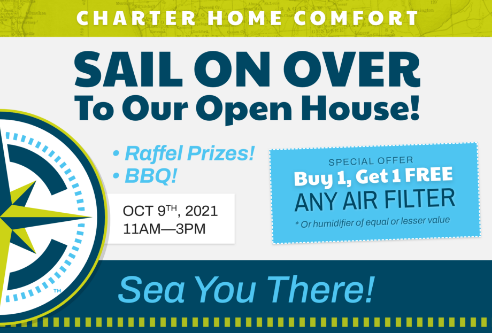 CHARTER HOME COMFORT
SAIL ON OVER
To Our Open House!
• Raffel Prizes!
• BBQ!
OCT 9TH, 2021
11AM—3PM
SPECIAL OFFER
Buy 1, Get 1 FREE
ANY AIR FILTER
* Or humidifier of equal or lesser value
TM
Sea You There!